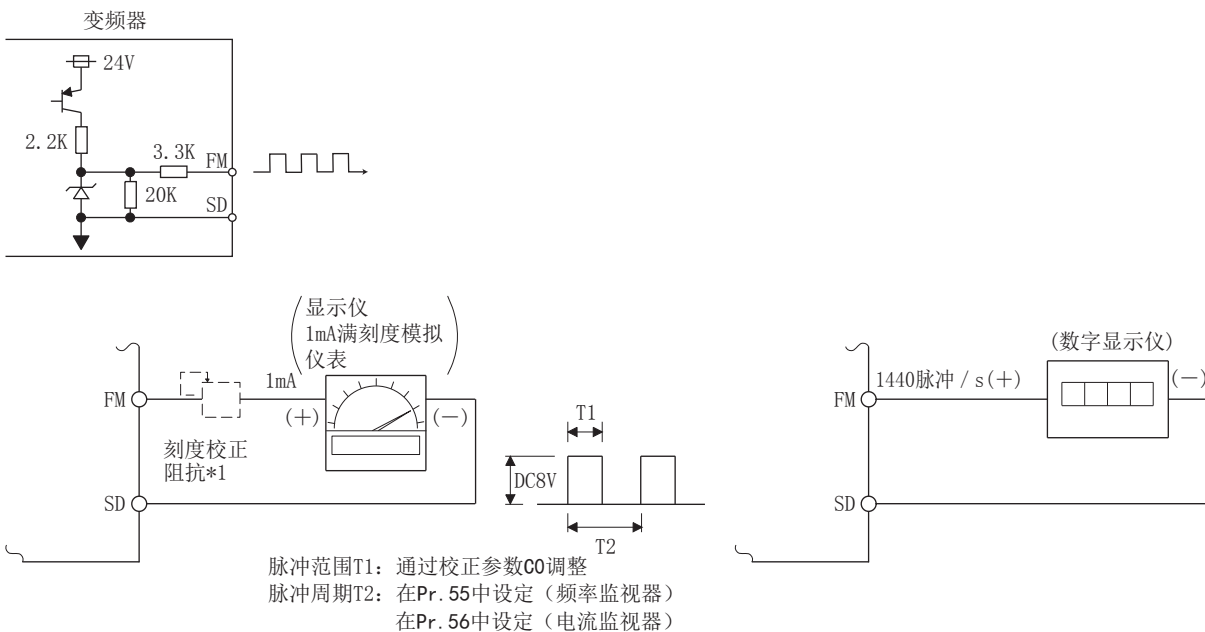 变频器
24V
2.2K
3.3K
FM
20K
SD
显示仪
1mA满刻度模拟
仪表
FM
1mA
(+)
(—)
刻度校正
阻抗*1
SD
T1
DC8V
T2
(数字显示仪)
1440脉冲/s(+)
(—)
FM
SD
脉冲范围T1：通过校正参数C0调整
脉冲周期T2：在Pr.55中设定（频率监视器）
在Pr.56中设定（电流监视器）